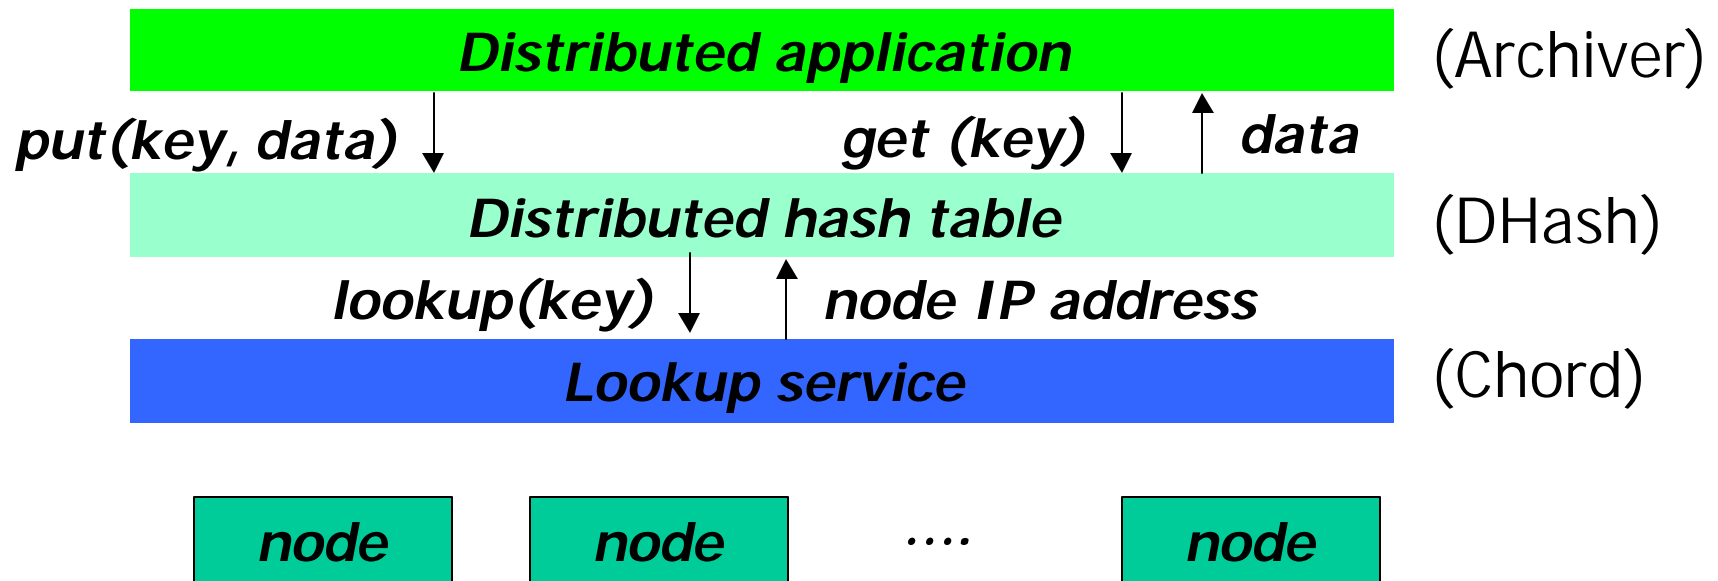 Distributed application (Archiver)
put(key, data) get (key) data
Distributed hash table (DHash)
lookup(key) node IP address
Lookup service (Chord)
node node .... node